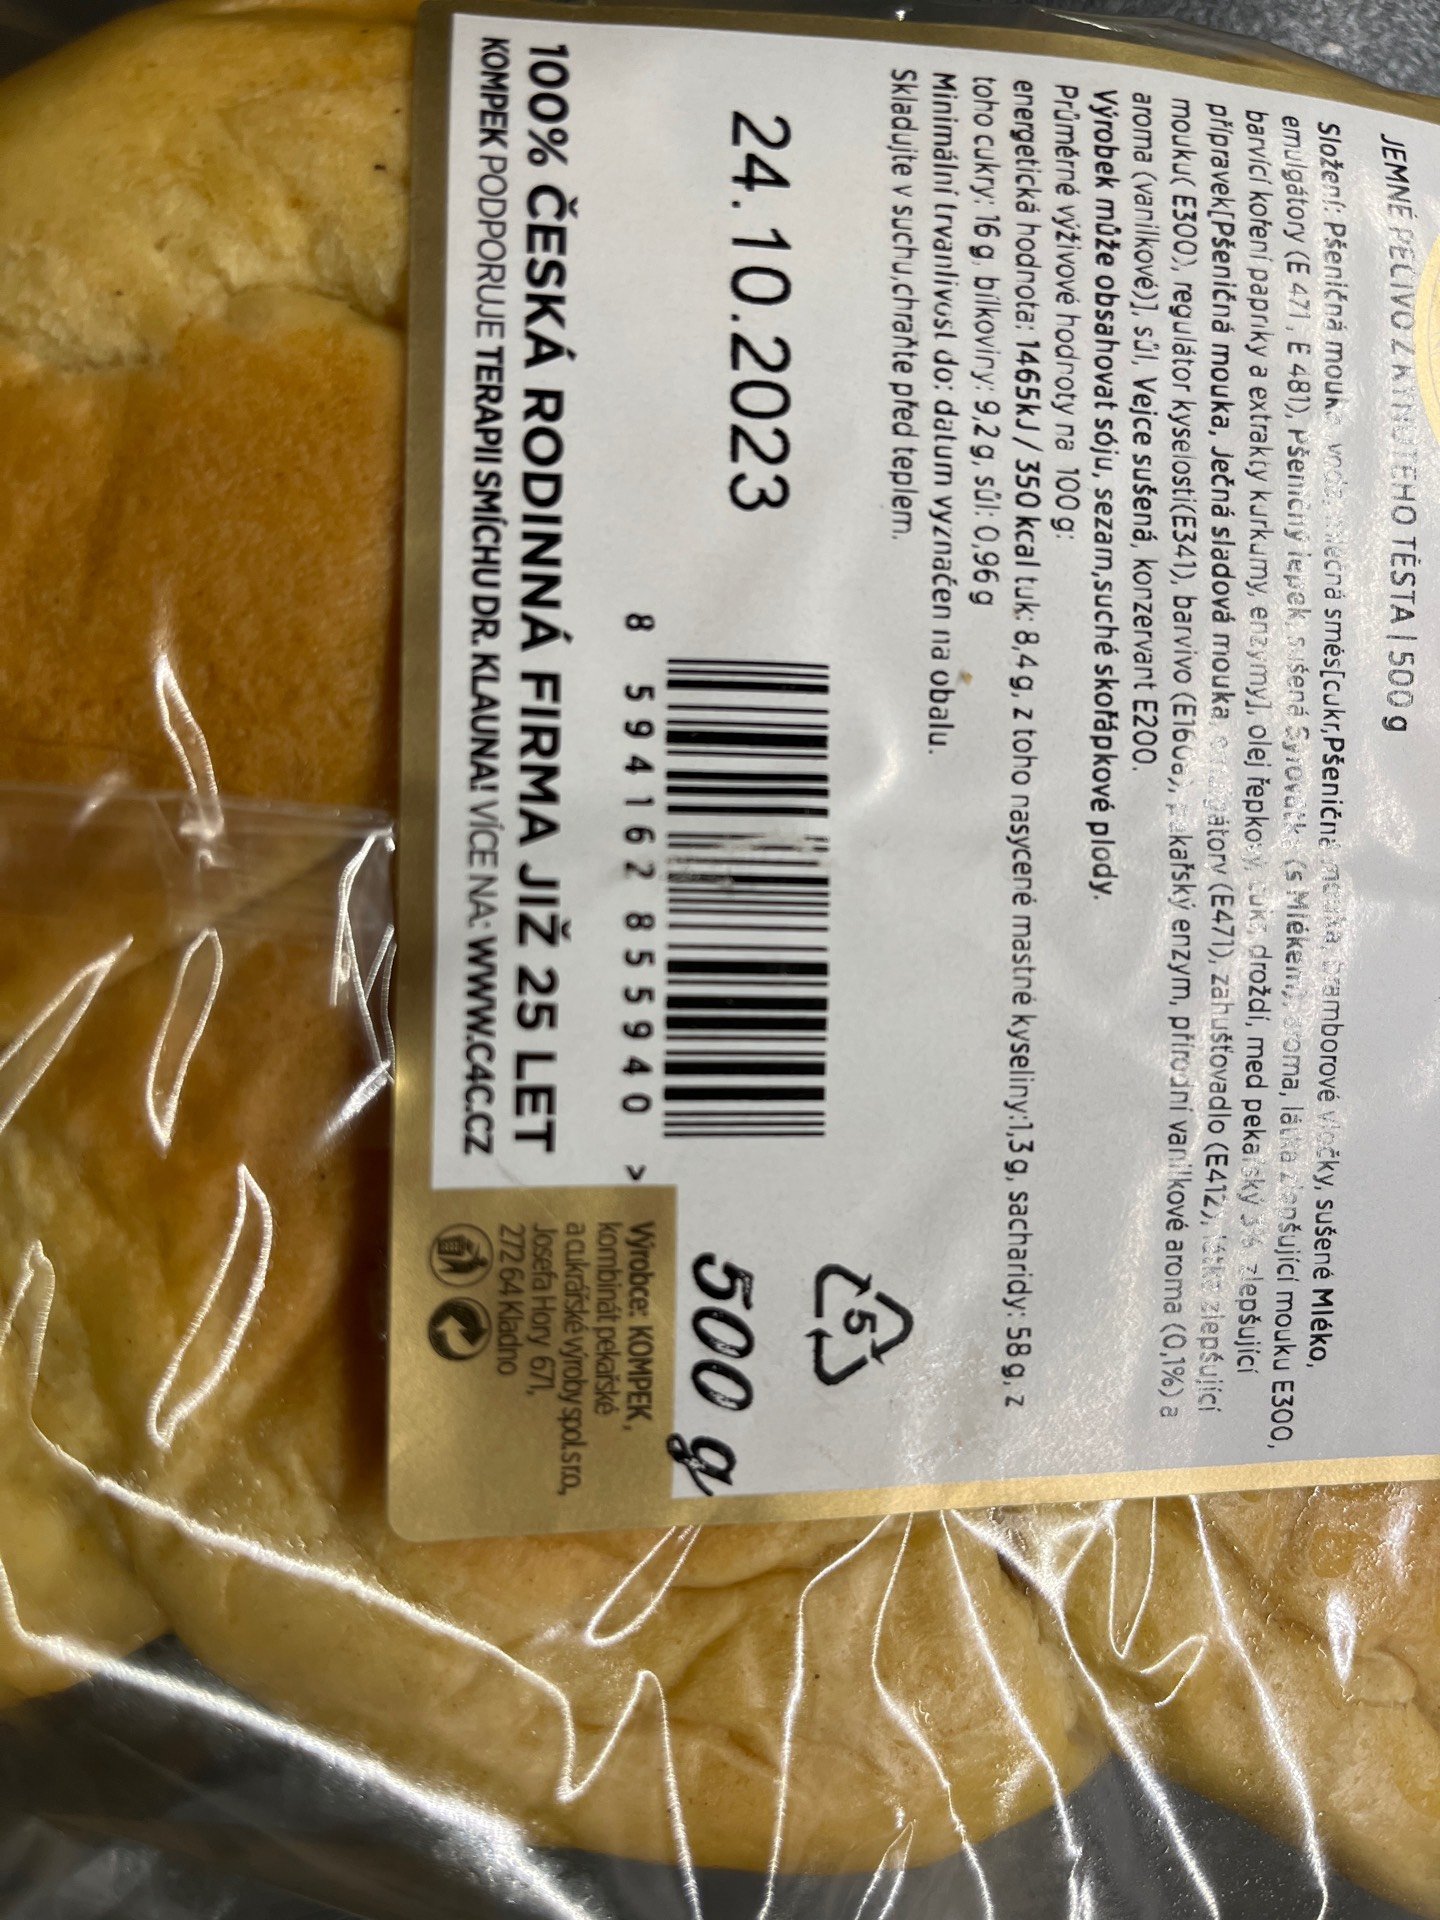 JEMNÉ PEČIVO Z KYNUTÉHO TĚSTA | 500 g
Složení: Pšeničná mouka, voda, mléčná směs[cukr,Pšeničná mouka, bramborové vločky, sušené Mléko,
emulgátory (E 471, E 481), Pšeničný lepek, sušená Syrovátka (s Mlékem), aroma, látka zlepšující mouku E300,
barvící koření papriky a extrakty kurkumy, enzymy], olej řepkový, cukr, droždí, med pekařský 3% zlepšující
přípravek[Pšeničná mouka, Ječná sladová mouka, emulgátory (E471), zahušťovadlo (E412), látka zlepšující
mouku( E300), regulátor kyselosti(E341), barvivo (E160a), pekařský enzym, přírodní vanilkové aroma (0,1%) a
aroma (vanilkové)], sůl, Vejce sušená, konzervant E200.
Výrobek může obsahovat sóju, sezam,suché skořápkové plody.
Průměrné výživové hodnoty na 100 g:
energetická hodnota: 1465kJ / 350 kcal tuk: 8,4 g, z toho nasycené mastné kyseliny:1,3 g, sacharidy: 58 g, z
toho cukry: 16 g, bílkoviny: 9,2 g, sůl: 0,96 g
Minimální trvanlivost do: datum vyznačen na obalu.
Skladujte v suchu,chraňte před teplem.
5
24.10.2023
500 g
8 594162 855940 >
100% ČESKÁ RODINNÁ FIRMA JIŽ 25 LET
KOMPEK PODPORUJE TERAPII SMÍCHU DR. KLAUNA! VÍCE NA: WWW.C4C.CZ
Výrobce: KOMPEK,
kombinát pekařské
a cukrářské výroby spol.s r.o.,
Josefa Hory 671,
272 64 Kladno